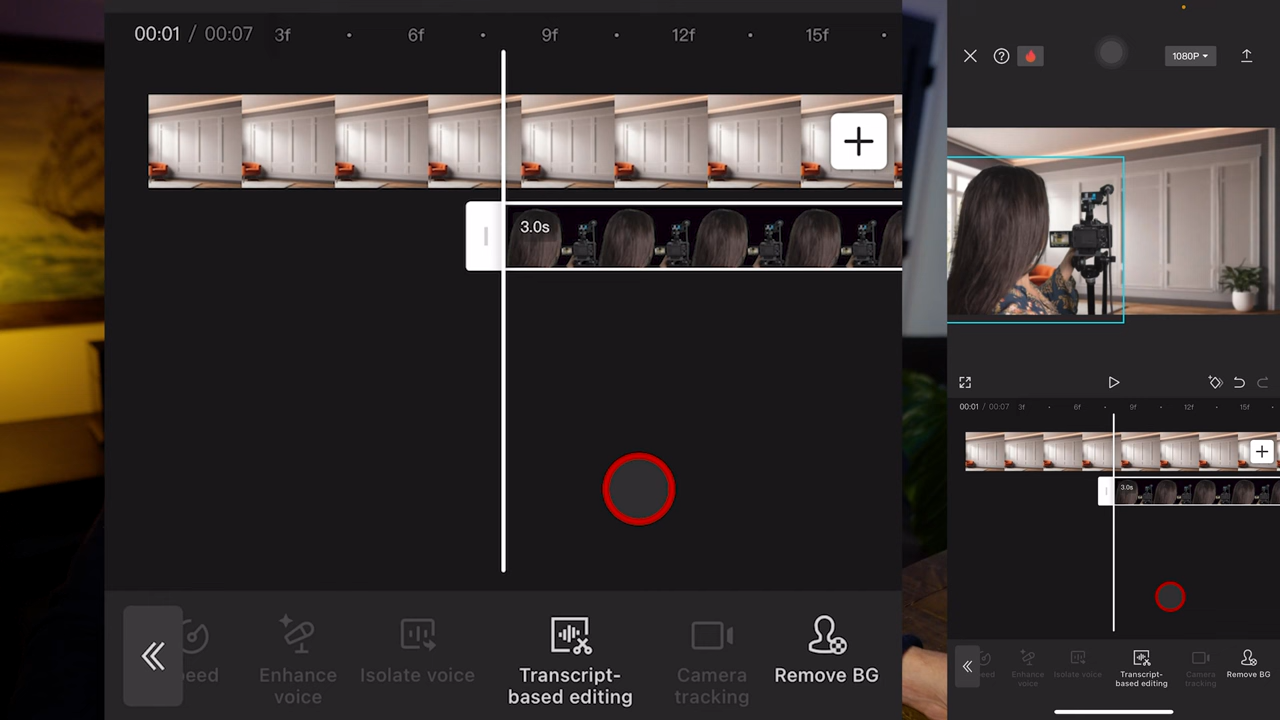 00:01 / 00:07 3f 6f 9f 12f 15f
3.0s
peed
Enhance
voice
Isolate voice
Transcript-
based editing
Camera
tracking
Remove BG
1080P
00:01 / 00:07 3f 6f 9f 12f 15f
3.0s
eed
Enhance
voice
Isolate voice
Transcript-
based editing
Camera
tracking
Remove BG